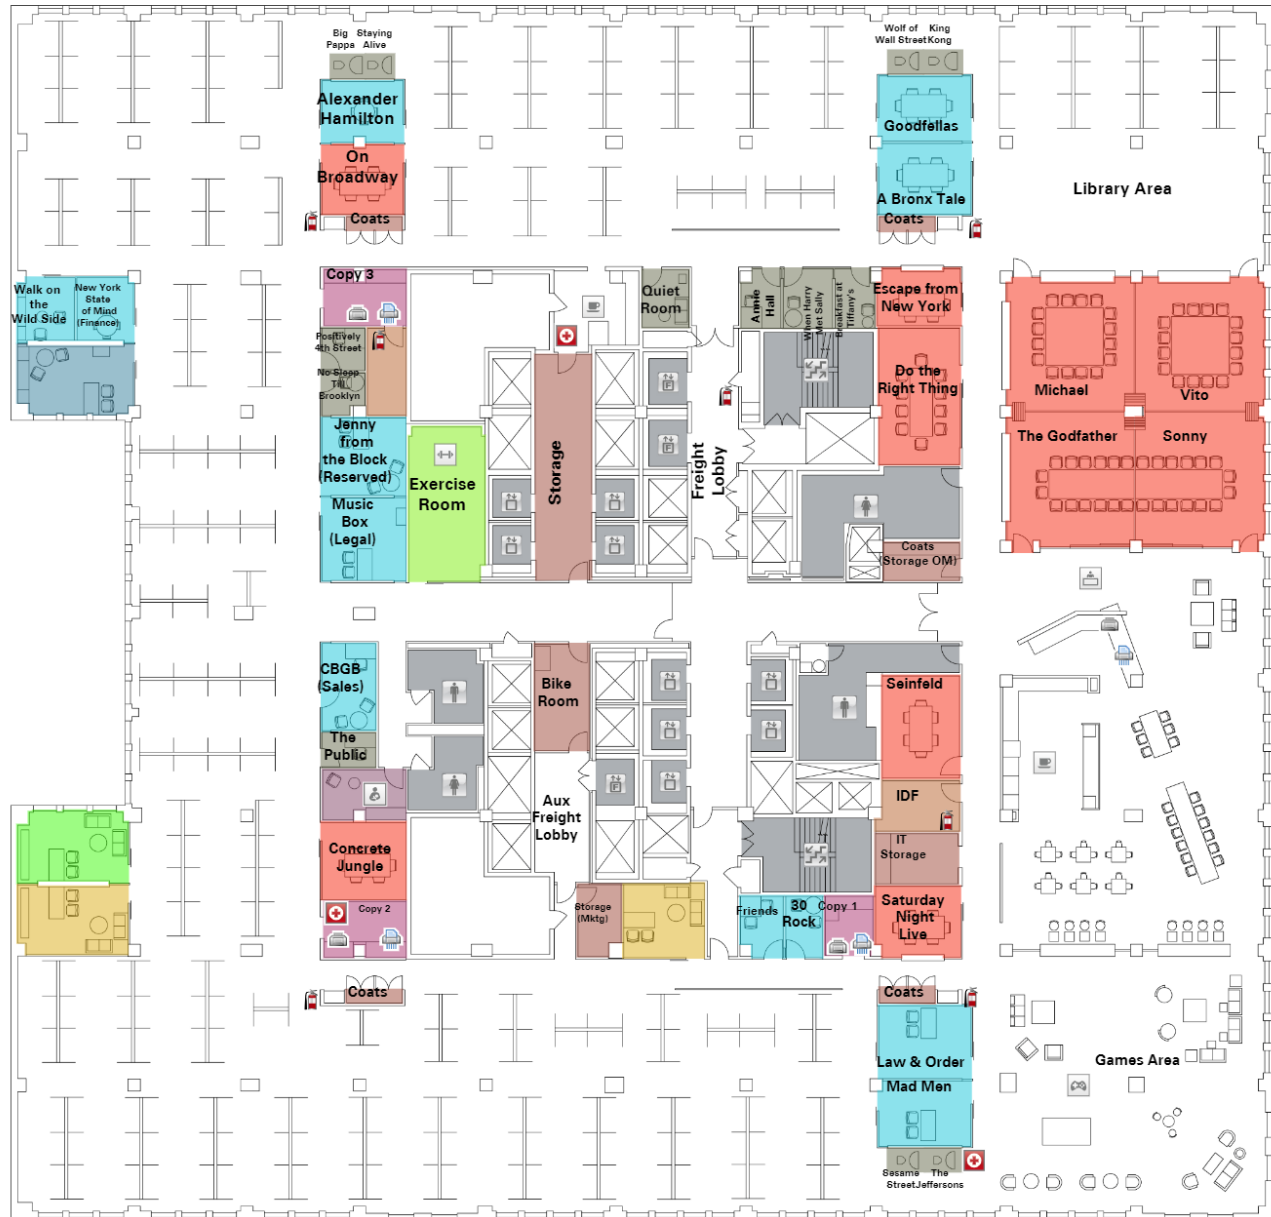 Big
Pappa
Staying
Alive
Wolf of
Wall Street
King
Kong
Alexander
Hamilton
Goodfellas
On
Broadway
A Bronx Tale
Library Area
Coats
Coats
Copy 3
Walk on
the
Wild Side
New York
State
of Mind
(Finance)
Quiet
Room
Annie
Hall
When Harry
Met Sally
Breakfast at
Tiffany's
Escape from
New York
Positively
4th Street
No Sleep
Till
Brooklyn
F
Do the
Right Thing
Michael
Vito
Jenny
from
the Block
(Reserved)
F
The Godfather
Sonny
Exercise
Room
Storage
Freight
Lobby
Music
Box
(Legal)
Coats
(Storage OM)
CBGB
(Sales)
Bike
Room
Seinfeld
The
Public
F
Aux
Freight
Lobby
IDF
IT
Storage
Concrete
Jungle
Copy 2
Storage
(Mktg)
Friends
30
Rock
Copy 1
Saturday
Night
Live
Coats
Coats
Law & Order
Games Area
Mad Men
Sesame
Street
The
Jeffersons